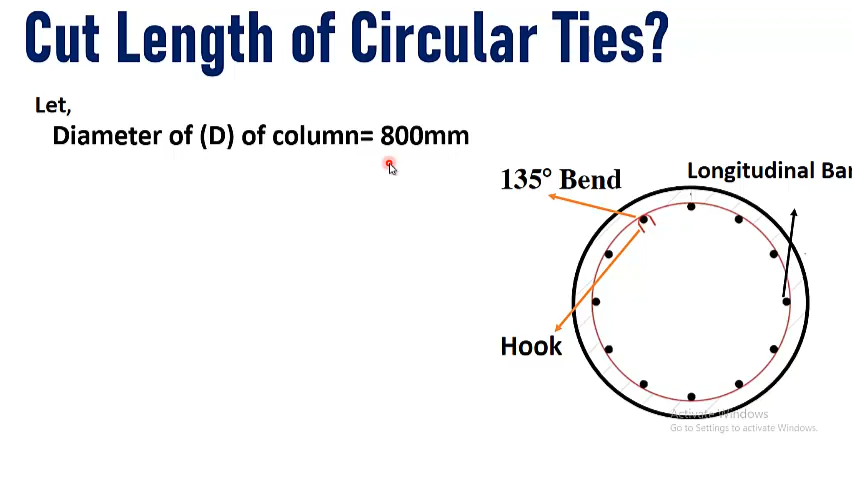 Cut Length of Circular Ties?
Let,
Diameter of (D) of column= 800mm
135° Bend
Longitudinal Bar
Hook
Activate Windows
Go to Settings to activate Windows.